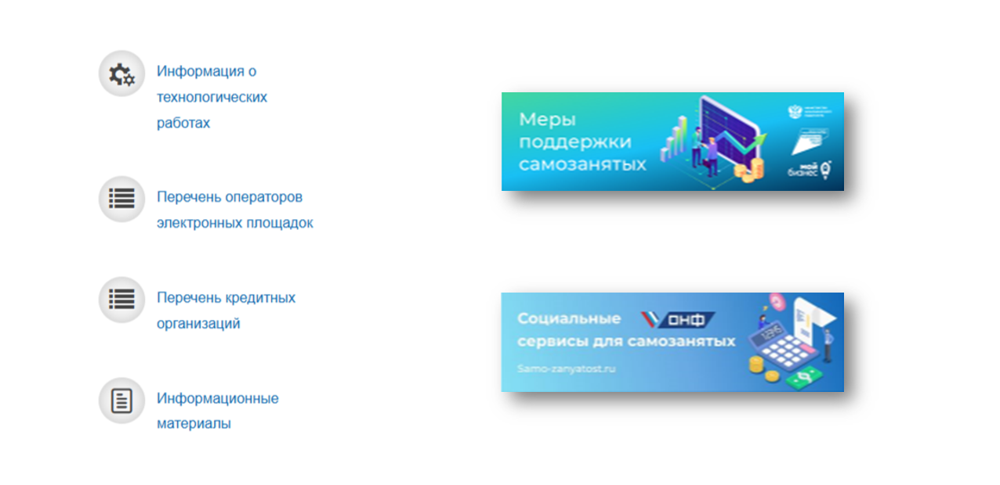 Информация о
технологических
работах
Перечень операторов
электронных площадок
Перечень кредитных
организаций
Информационные
материалы
Меры
поддержки
самозанятых
мой
бизнес
Социальные
ОНФ
сервисы для самозанятых
Samo-zanyatost.ru
12345